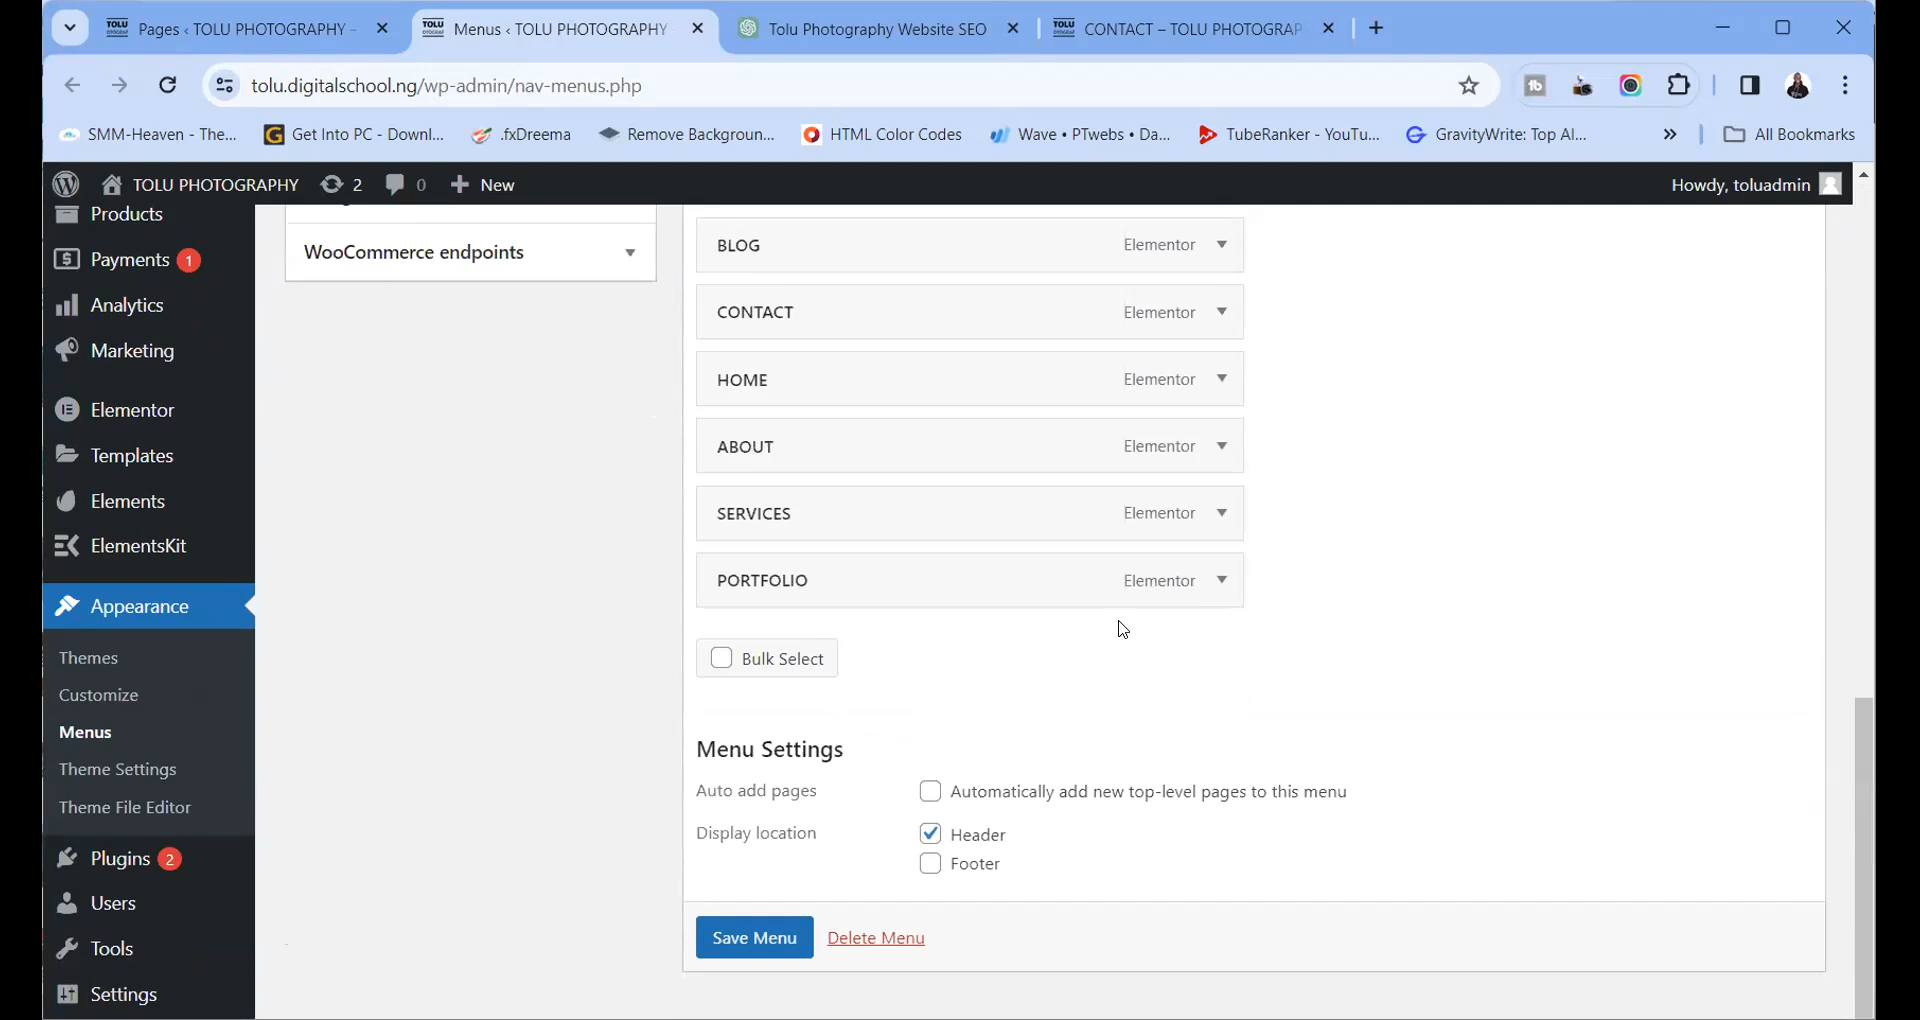 Pages ‹ TOLU PHOTOGRAPHY –
Menus ‹ TOLU PHOTOGRAPHY
Tolu Photography Website SEO
CONTACT – TOLU PHOTOGRAP
tolu.digitalschool.ng/wp-admin/nav-menus.php
SMM-Heaven - The...
Get Into PC - Downl...
.fxDreema
Remove Backgroun...
HTML Color Codes
Wave • PTwebs • Da...
TubeRanker - YouTu...
GravityWrite: Top AI...
All Bookmarks
TOLU PHOTOGRAPHY
2
0
New
Howdy, toluadmin
Products
Payments 1
Analytics
Marketing
Elementor
Templates
Elements
ElementsKit
Appearance
Themes
Customize
Menus
Theme Settings
Theme File Editor
Plugins 2
Users
Tools
Settings
WooCommerce endpoints
BLOG Elementor
CONTACT Elementor
HOME Elementor
ABOUT Elementor
SERVICES Elementor
PORTFOLIO Elementor
Bulk Select
Menu Settings
Auto add pages
Automatically add new top-level pages to this menu
Display location
Header
Footer
Save Menu
Delete Menu